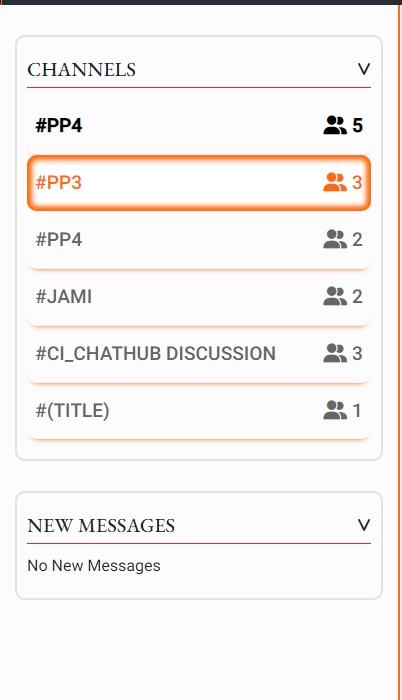 CHANNELS V
#PP4 5
#PP3 3
#PP4 2
#JAMI 2
#CI_CHATHUB DISCUSSION 3
#(TITLE) 1
NEW MESSAGES V
No New Messages